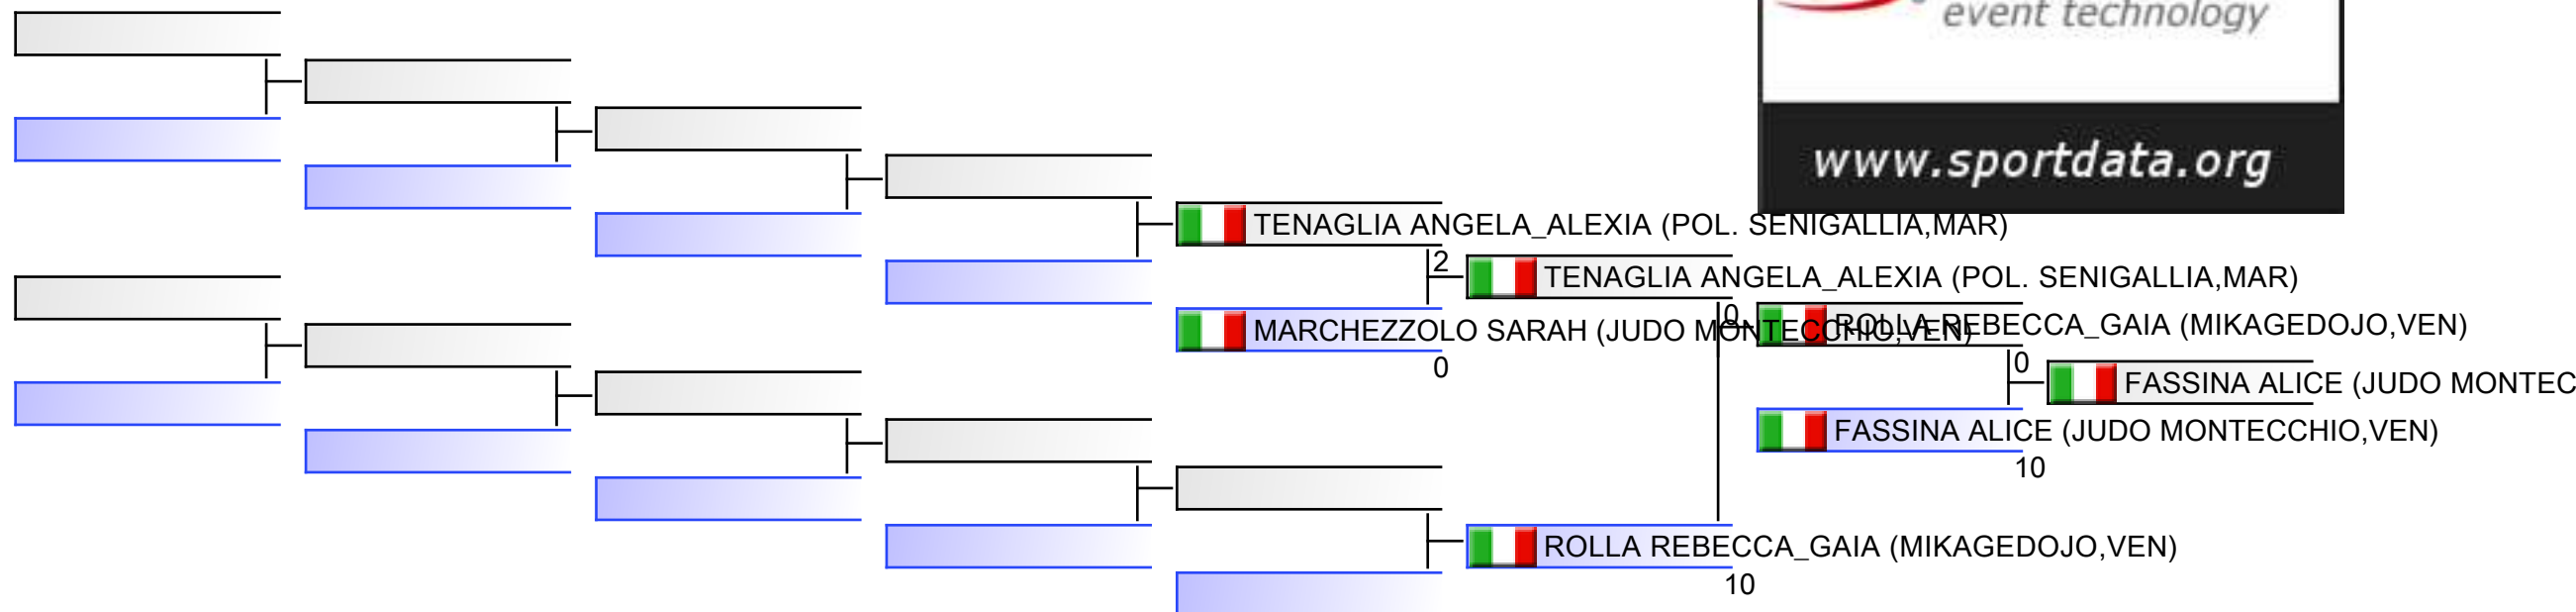 event technology
www.sportdata.org
TENAGLIA ANGELA_ALEXIA (POL. SENIGALLIA,MAR)
2
TENAGLIA ANGELA_ALEXIA (POL. SENIGALLIA,MAR)
MARCHEZZOLO SARAH (JUDO MONTECCHIO,VEN)
0
0
ROLLA REBECCA_GAIA (MIKAGEDOJO,VEN)
0
FASSINA ALICE (JUDO MONTEC
FASSINA ALICE (JUDO MONTECCHIO,VEN)
10
ROLLA REBECCA_GAIA (MIKAGEDOJO,VEN)
10